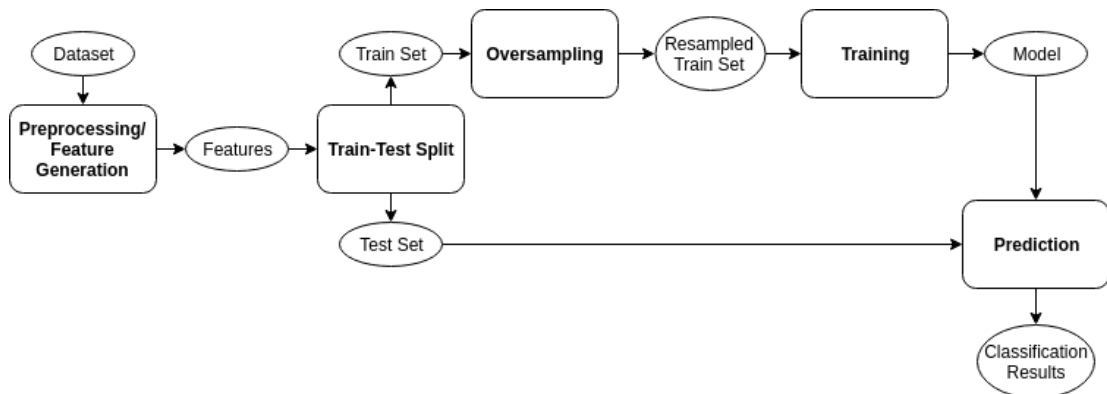 Dataset
Preprocessing/
Feature
Generation
Features
Train-Test Split
Train Set
Oversampling
Resampled
Train Set
Training
Model
Test Set
Prediction
Classification
Results